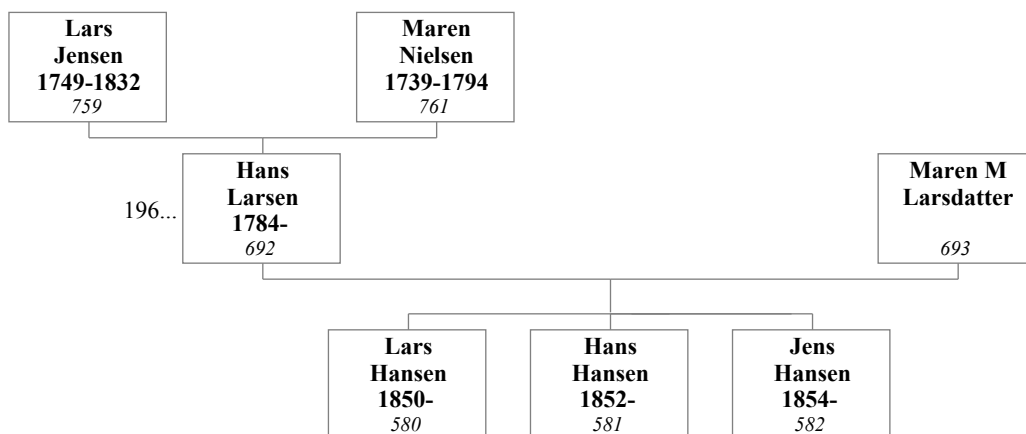 Lars
Jensen
1749-1832
759
Maren
Nielsen
1739-1794
761
196...
Hans
Larsen
1784-
692
Maren M
Larsdatter
693
Lars
Hansen
1850-
580
Hans
Hansen
1852-
581
Jens
Hansen
1854-
582